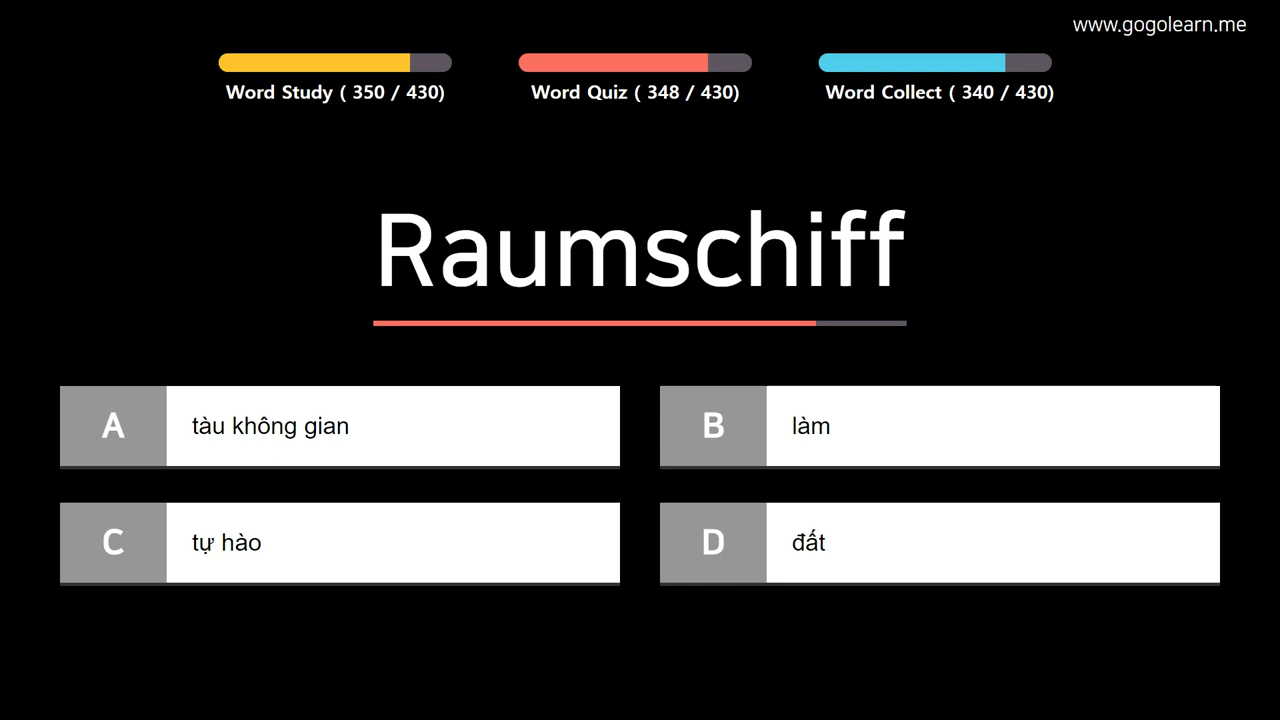 www.gogolearn.me
Word Study ( 350 / 430)
Word Quiz ( 348 / 430)
Word Collect ( 340 / 430)
Raumschiff
A tàu không gian
B làm
C tự hào
D đất